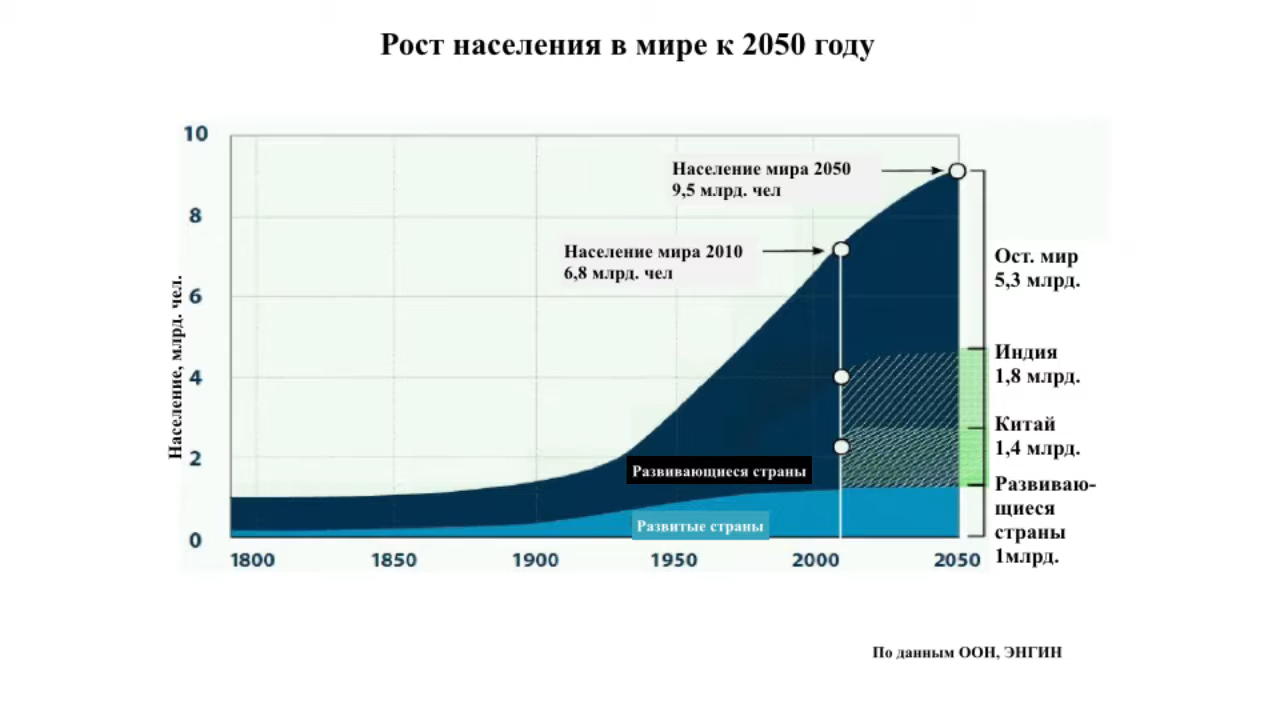 Рост населения в мире к 2050 году
10
8
6
4
2
0
Население, млрд. чел.
Население мира 2050
9,5 млрд. чел
Население мира 2010
6,8 млрд. чел
Развивающиеся страны
Развитые страны
Ост. мир
5,3 млрд.
Индия
1,8 млрд.
Китай
1,4 млрд.
Развиваю-
щиеся
страны
1млрд.
1800 1850 1900 1950 2000 2050
По данным ООН, ЭНГИН